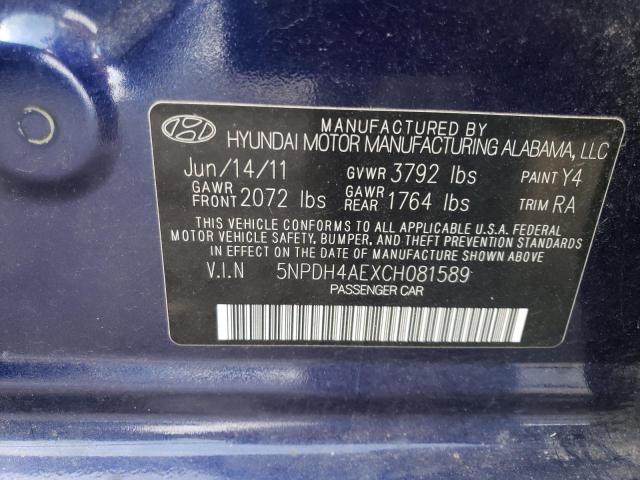 MANUFACTURED BY
HYUNDAI MOTOR MANUFACTURING ALABAMA, LLC
Jun/14/11 GVWR 3792 lbs PAINT Y4
GAWR FRONT 2072 lbs GAWR REAR 1764 lbs TRIM RA
THIS VEHICLE CONFORMS TO ALL APPLICABLE U.S.A. FEDERAL
MOTOR VEHICLE SAFETY, BUMPER, AND THEFT PREVENTION STANDARDS
IN EFFECT ON THE DATE OF MANUFACTURE SHOWN ABOVE
V.I.N 5NPDH4AEXCH081589
PASSENGER CAR